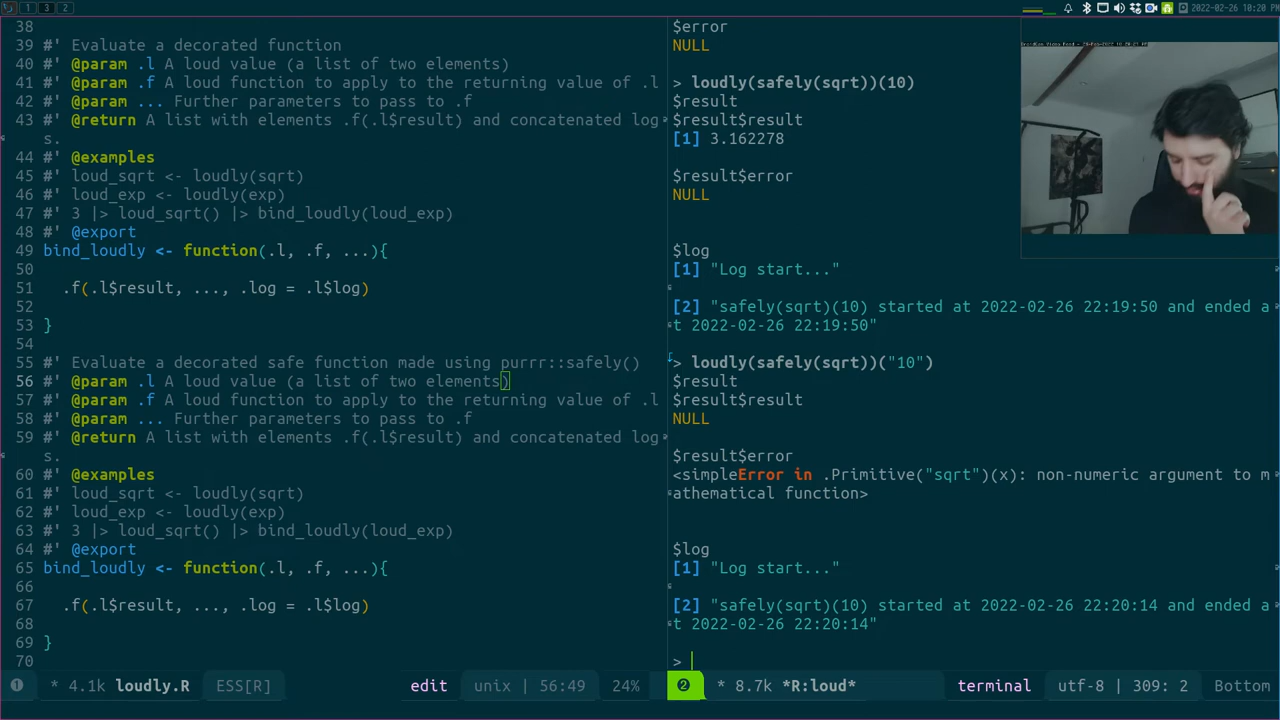 1 3 2
2022-02-26 10:20 PM
38
39 #' Evaluate a decorated function
40 #' @param .l A loud value (a list of two elements)
41 #' @param .f A loud function to apply to the returning value of .l
42 #' @param ... Further parameters to pass to .f
43 #' @return A list with elements .f(.l$result) and concatenated log
s.
44 #' @examples
45 #' loud_sqrt <- loudly(sqrt)
46 #' loud_exp <- loudly(exp)
47 #' 3 |> loud_sqrt() |> bind_loudly(loud_exp)
48 #' @export
49 bind_loudly <- function(.l, .f, ...){
50
51 .f(.l$result, ..., .log = .l$log)
52
53 }
54
55 #' Evaluate a decorated safe function made using purrr::safely()
56 #' @param .l A loud value (a list of two elements)
57 #' @param .f A loud function to apply to the returning value of .l
58 #' @param ... Further parameters to pass to .f
59 #' @return A list with elements .f(.l$result) and concatenated log
s.
60 #' @examples
61 #' loud_sqrt <- loudly(sqrt)
62 #' loud_exp <- loudly(exp)
63 #' 3 |> loud_sqrt() |> bind_loudly(loud_exp)
64 #' @export
65 bind_loudly <- function(.l, .f, ...){
66
67 .f(.l$result, ..., .log = .l$log)
68
69 }
70
1 * 4.1k loudly.R ESS[R] edit unix | 56:49 24%
$error
NULL
> loudly(safely(sqrt))(10)
$result
$result$result
[1] 3.162278
$result$error
NULL
$log
[1] "Log start..."
[2] "safely(sqrt)(10) started at 2022-02-26 22:19:50 and ended a
t 2022-02-26 22:19:50"
> loudly(safely(sqrt))("10")
$result
$result$result
NULL
$result$error
<simpleError in .Primitive("sqrt")(x): non-numeric argument to m
athematical function>
$log
[1] "Log start..."
[2] "safely(sqrt)(10) started at 2022-02-26 22:20:14 and ended a
t 2022-02-26 22:20:14"
>
2 * 8.7k *R:loud* terminal utf-8 | 309: 2 Bottom